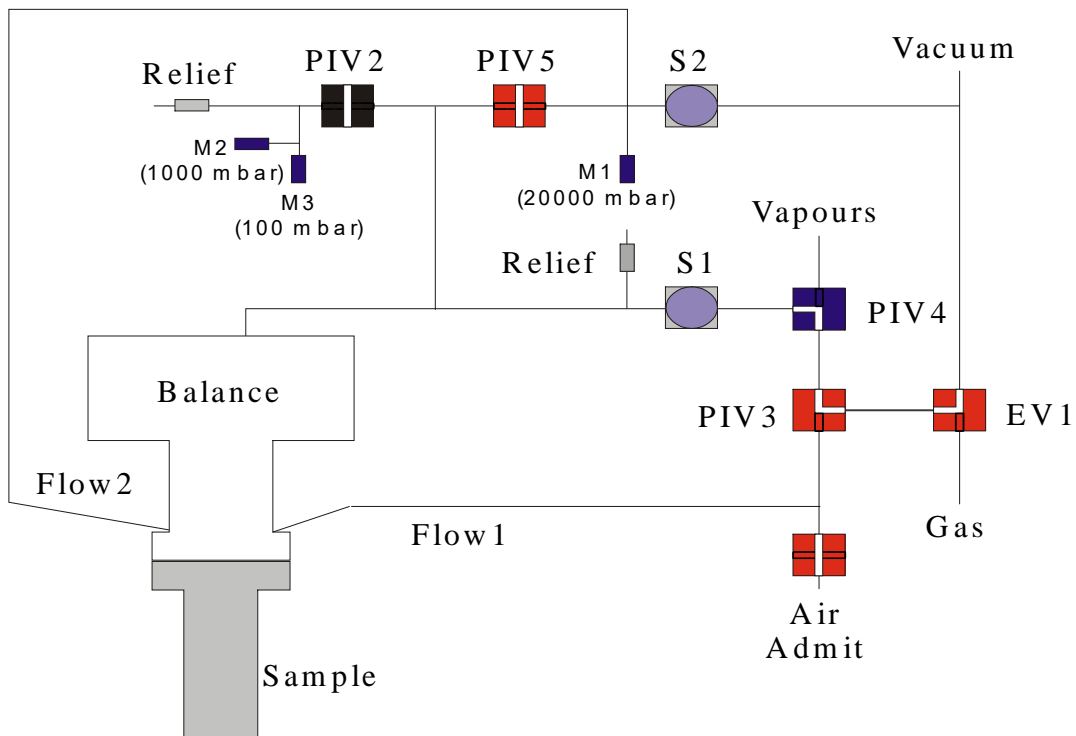 PIV2
PIV5
S2
Vacuum
Relief
M2
(1000 mbar)
M3
(100 mbar)
M1
(20000 mbar)
Vapours
Relief
S1
PIV4
Balance
PIV3
EV1
Flow2
Flow1
Gas
Air
Admit
Sample